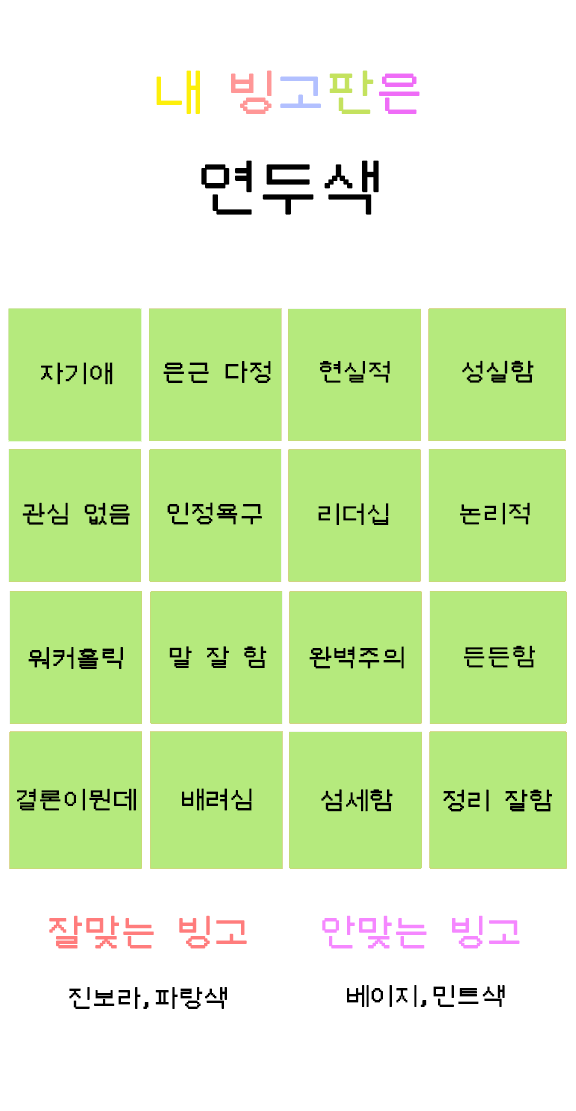 내 빙고판은
연두색
자기애 은근 다정 현실적 성실함
관심 없음 인정욕구 리더십 논리적
워커홀릭 말 잘 함 완벽주의 든든함
결론이뭔데 배려심 섬세함 정리 잘함
잘맞는 빙고 안맞는 빙고
진보라,파랑색 베이지,민트색